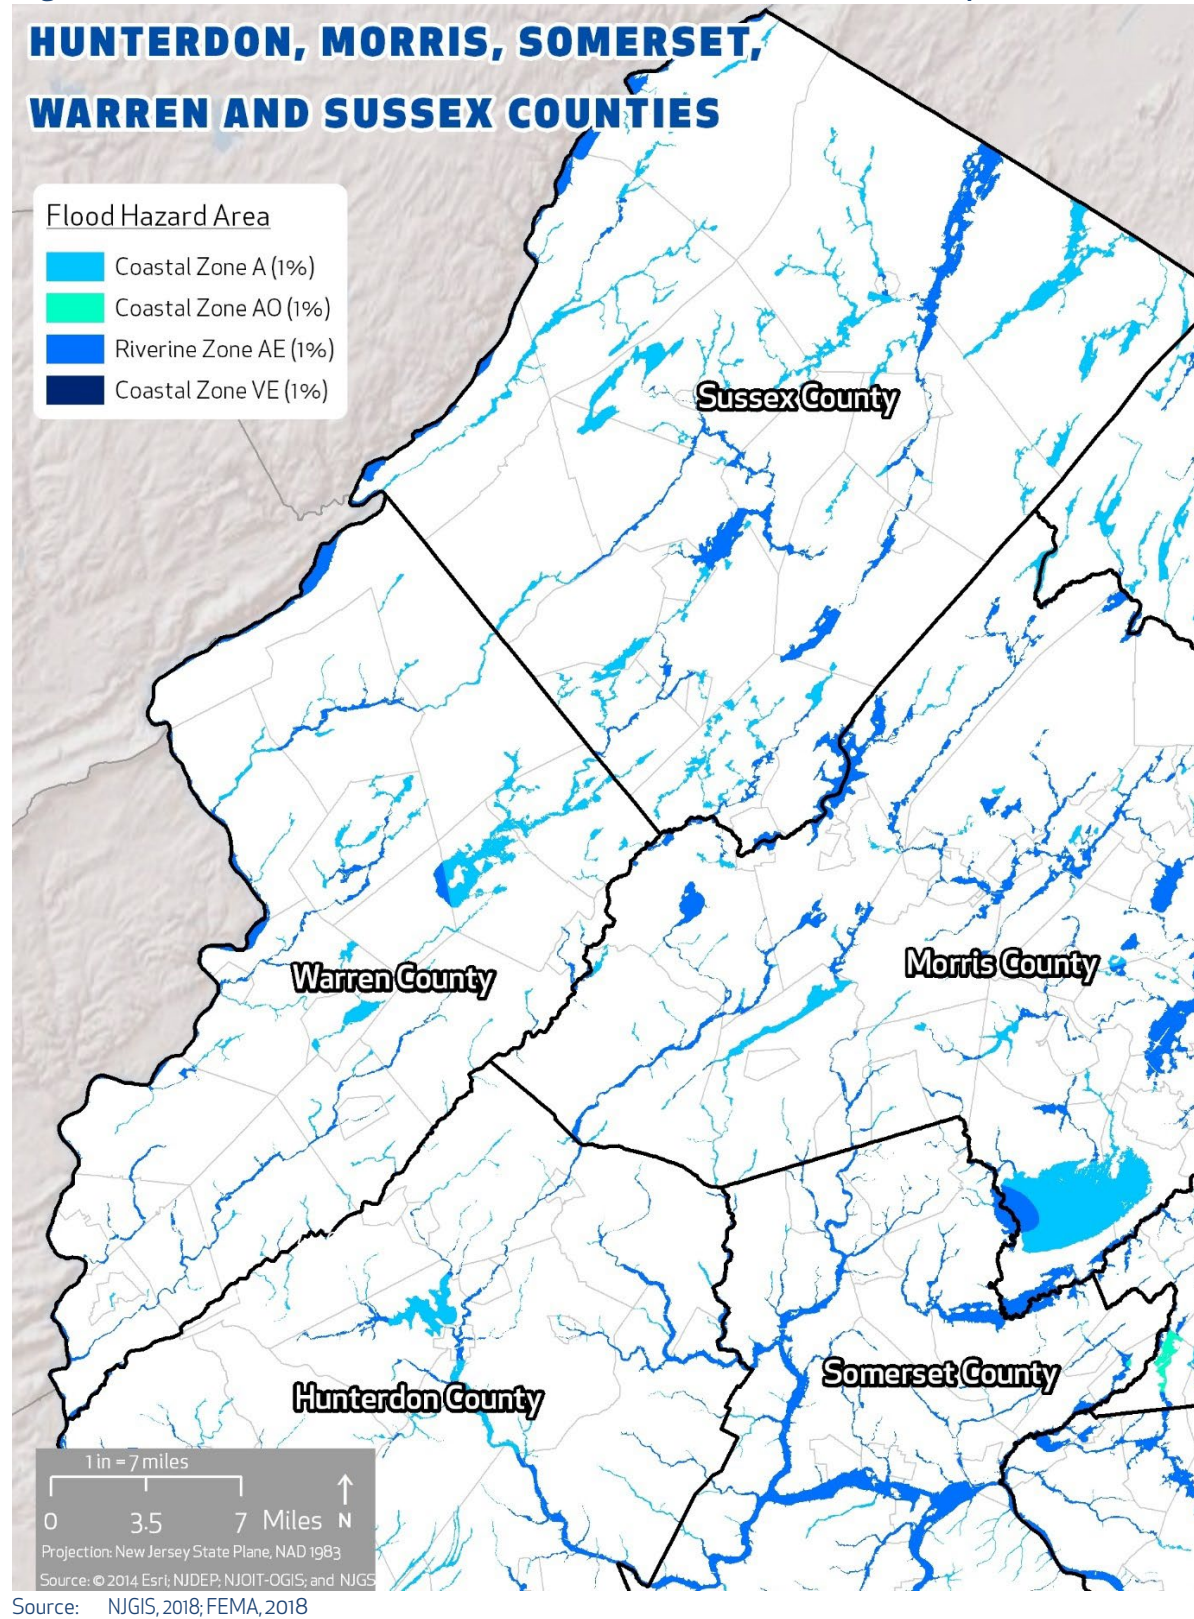 HUNTERDON, MORRIS, SOMERSET,
WARREN AND SUSSEX COUNTIES
Flood Hazard Area
Coastal Zone A (1%)
Coastal Zone AO (1%)
Riverine Zone AE (1%)
Coastal Zone VE (1%)
Sussex County
Warren County
Morris County
Somerset County
Hunterdon County
1 in = 7 miles
0 3.5 7 Miles N
Projection: New Jersey State Plane, NAD 1983
Source: © 2014 Esri; NJDEP; NJOIT-OGIS; and NJGS
Source: NJGIS, 2018; FEMA, 2018